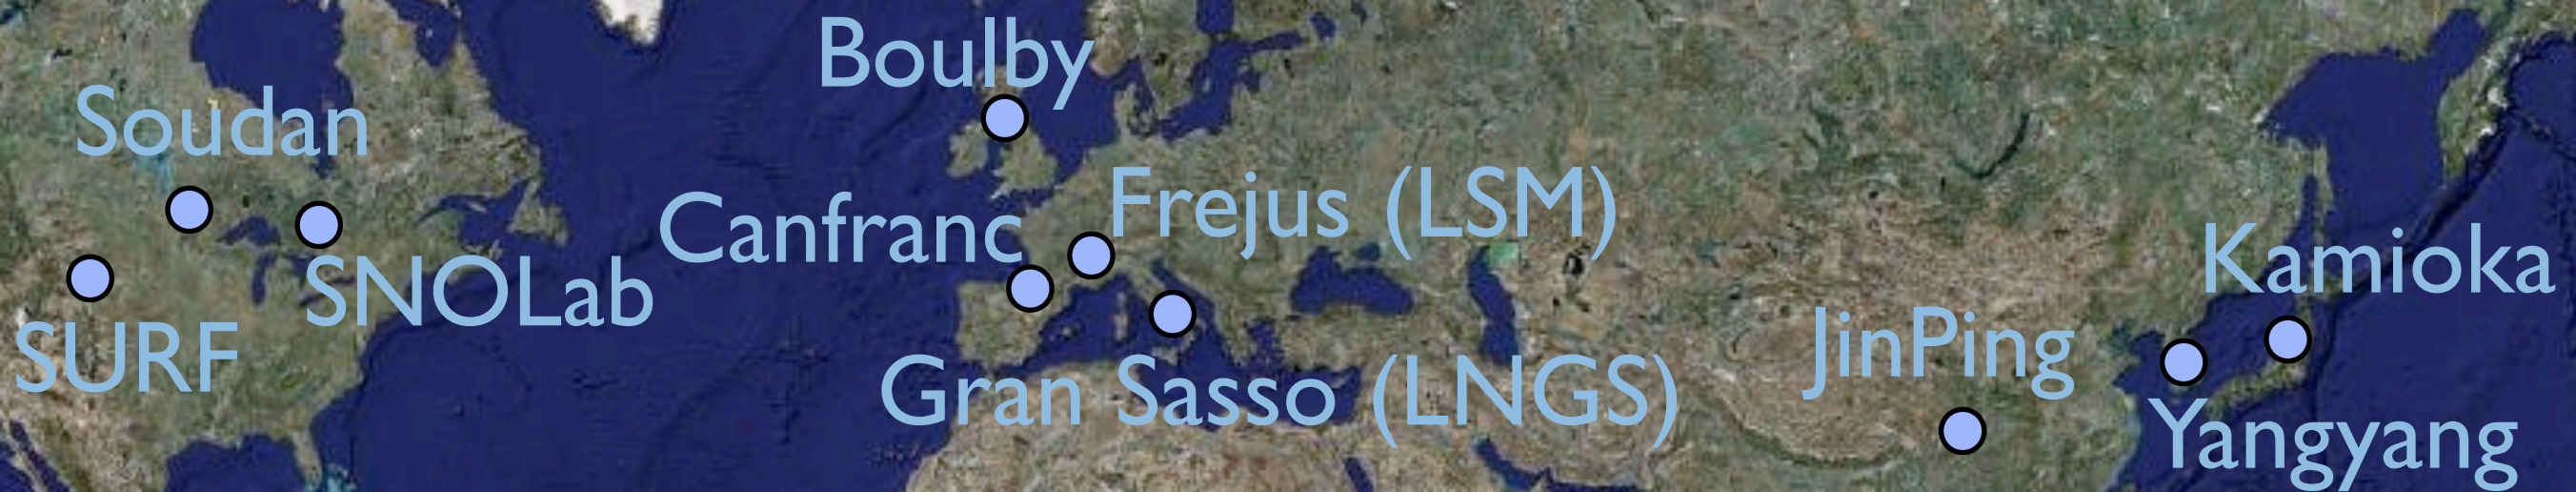 Boulby
Soudan
Frejus (LSM)
Canfranc
Kamioka
SNOLab
JinPing
SURF
Gran Sasso (LNGS)
Yangyang